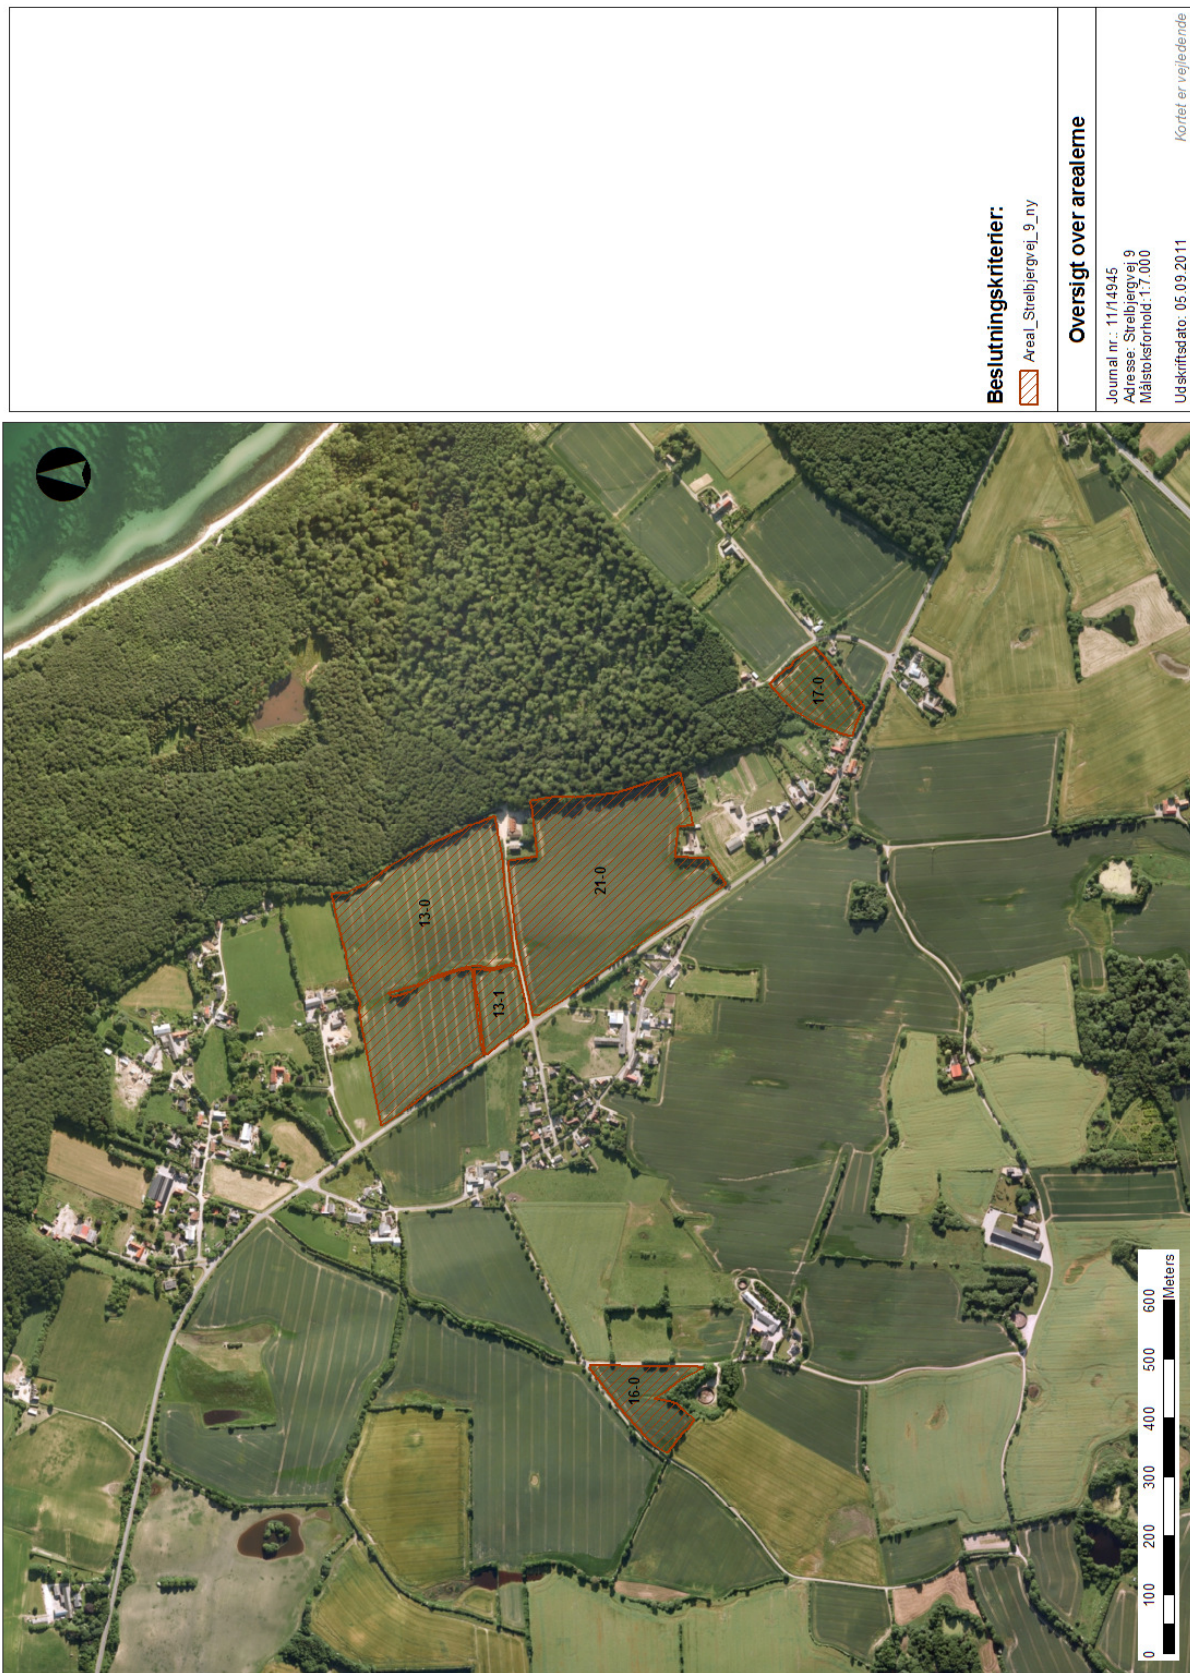 13-0
13-1
21-0
17-0
16-0
0 100 200 300 400 500 600
Meters
Beslutningskriterier:
Areal_Strelbjergvej_9_ny
Oversigt over arealerne
Journal nr.: 11/14945
Adresse: Strelbjergvej 9
Målstoksforhold: 1:7.000
Udskriftsdato: 05.09.2011
Kortet er vejledende